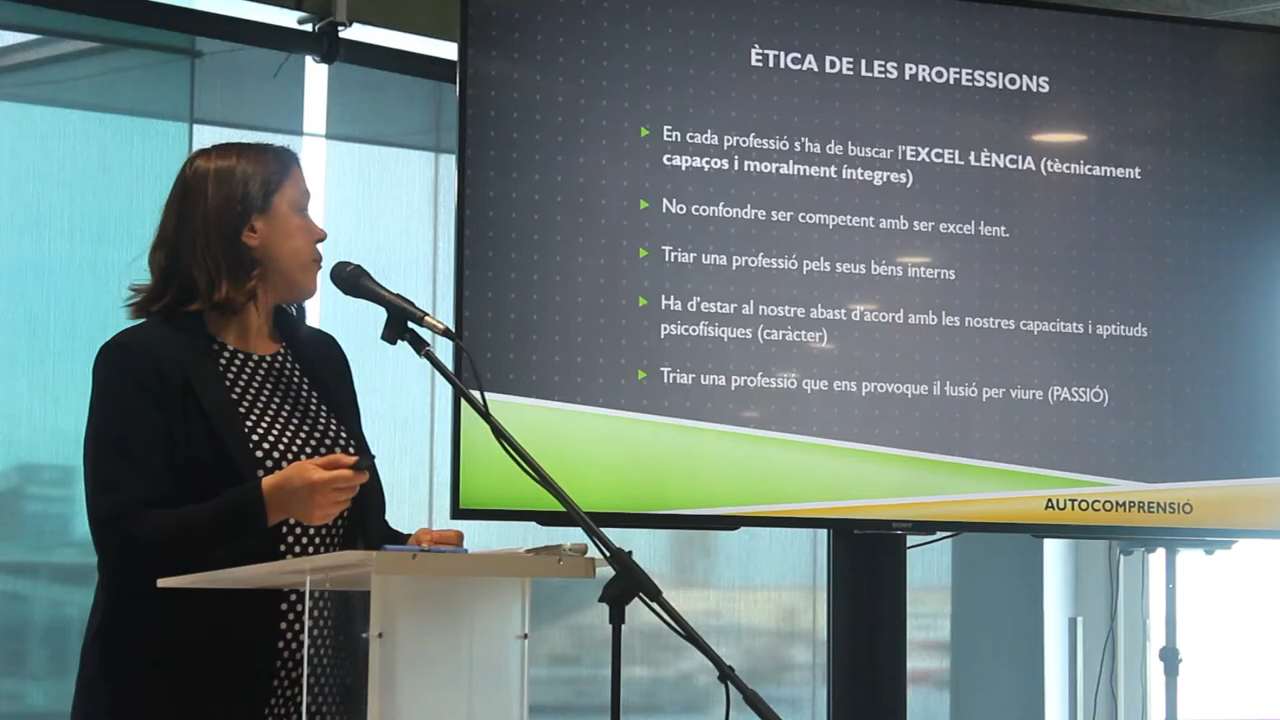 ÈTICA DE LES PROFESSIONS
En cada professió s'ha de buscar l'EXCEL·LÈNCIA (tècnicament
capaços i moralment íntegres)
No confondre ser competent amb ser excel·lent.
Triar una professió pels seus béns interns
Ha d'estar al nostre abast d'acord amb les nostres capacitats i aptituds
psicofísiques (caràcter)
Triar una professió que ens provoque il·lusió per viure (PASSIÓ)
AUTOCOMPRENSIÓ
SONY